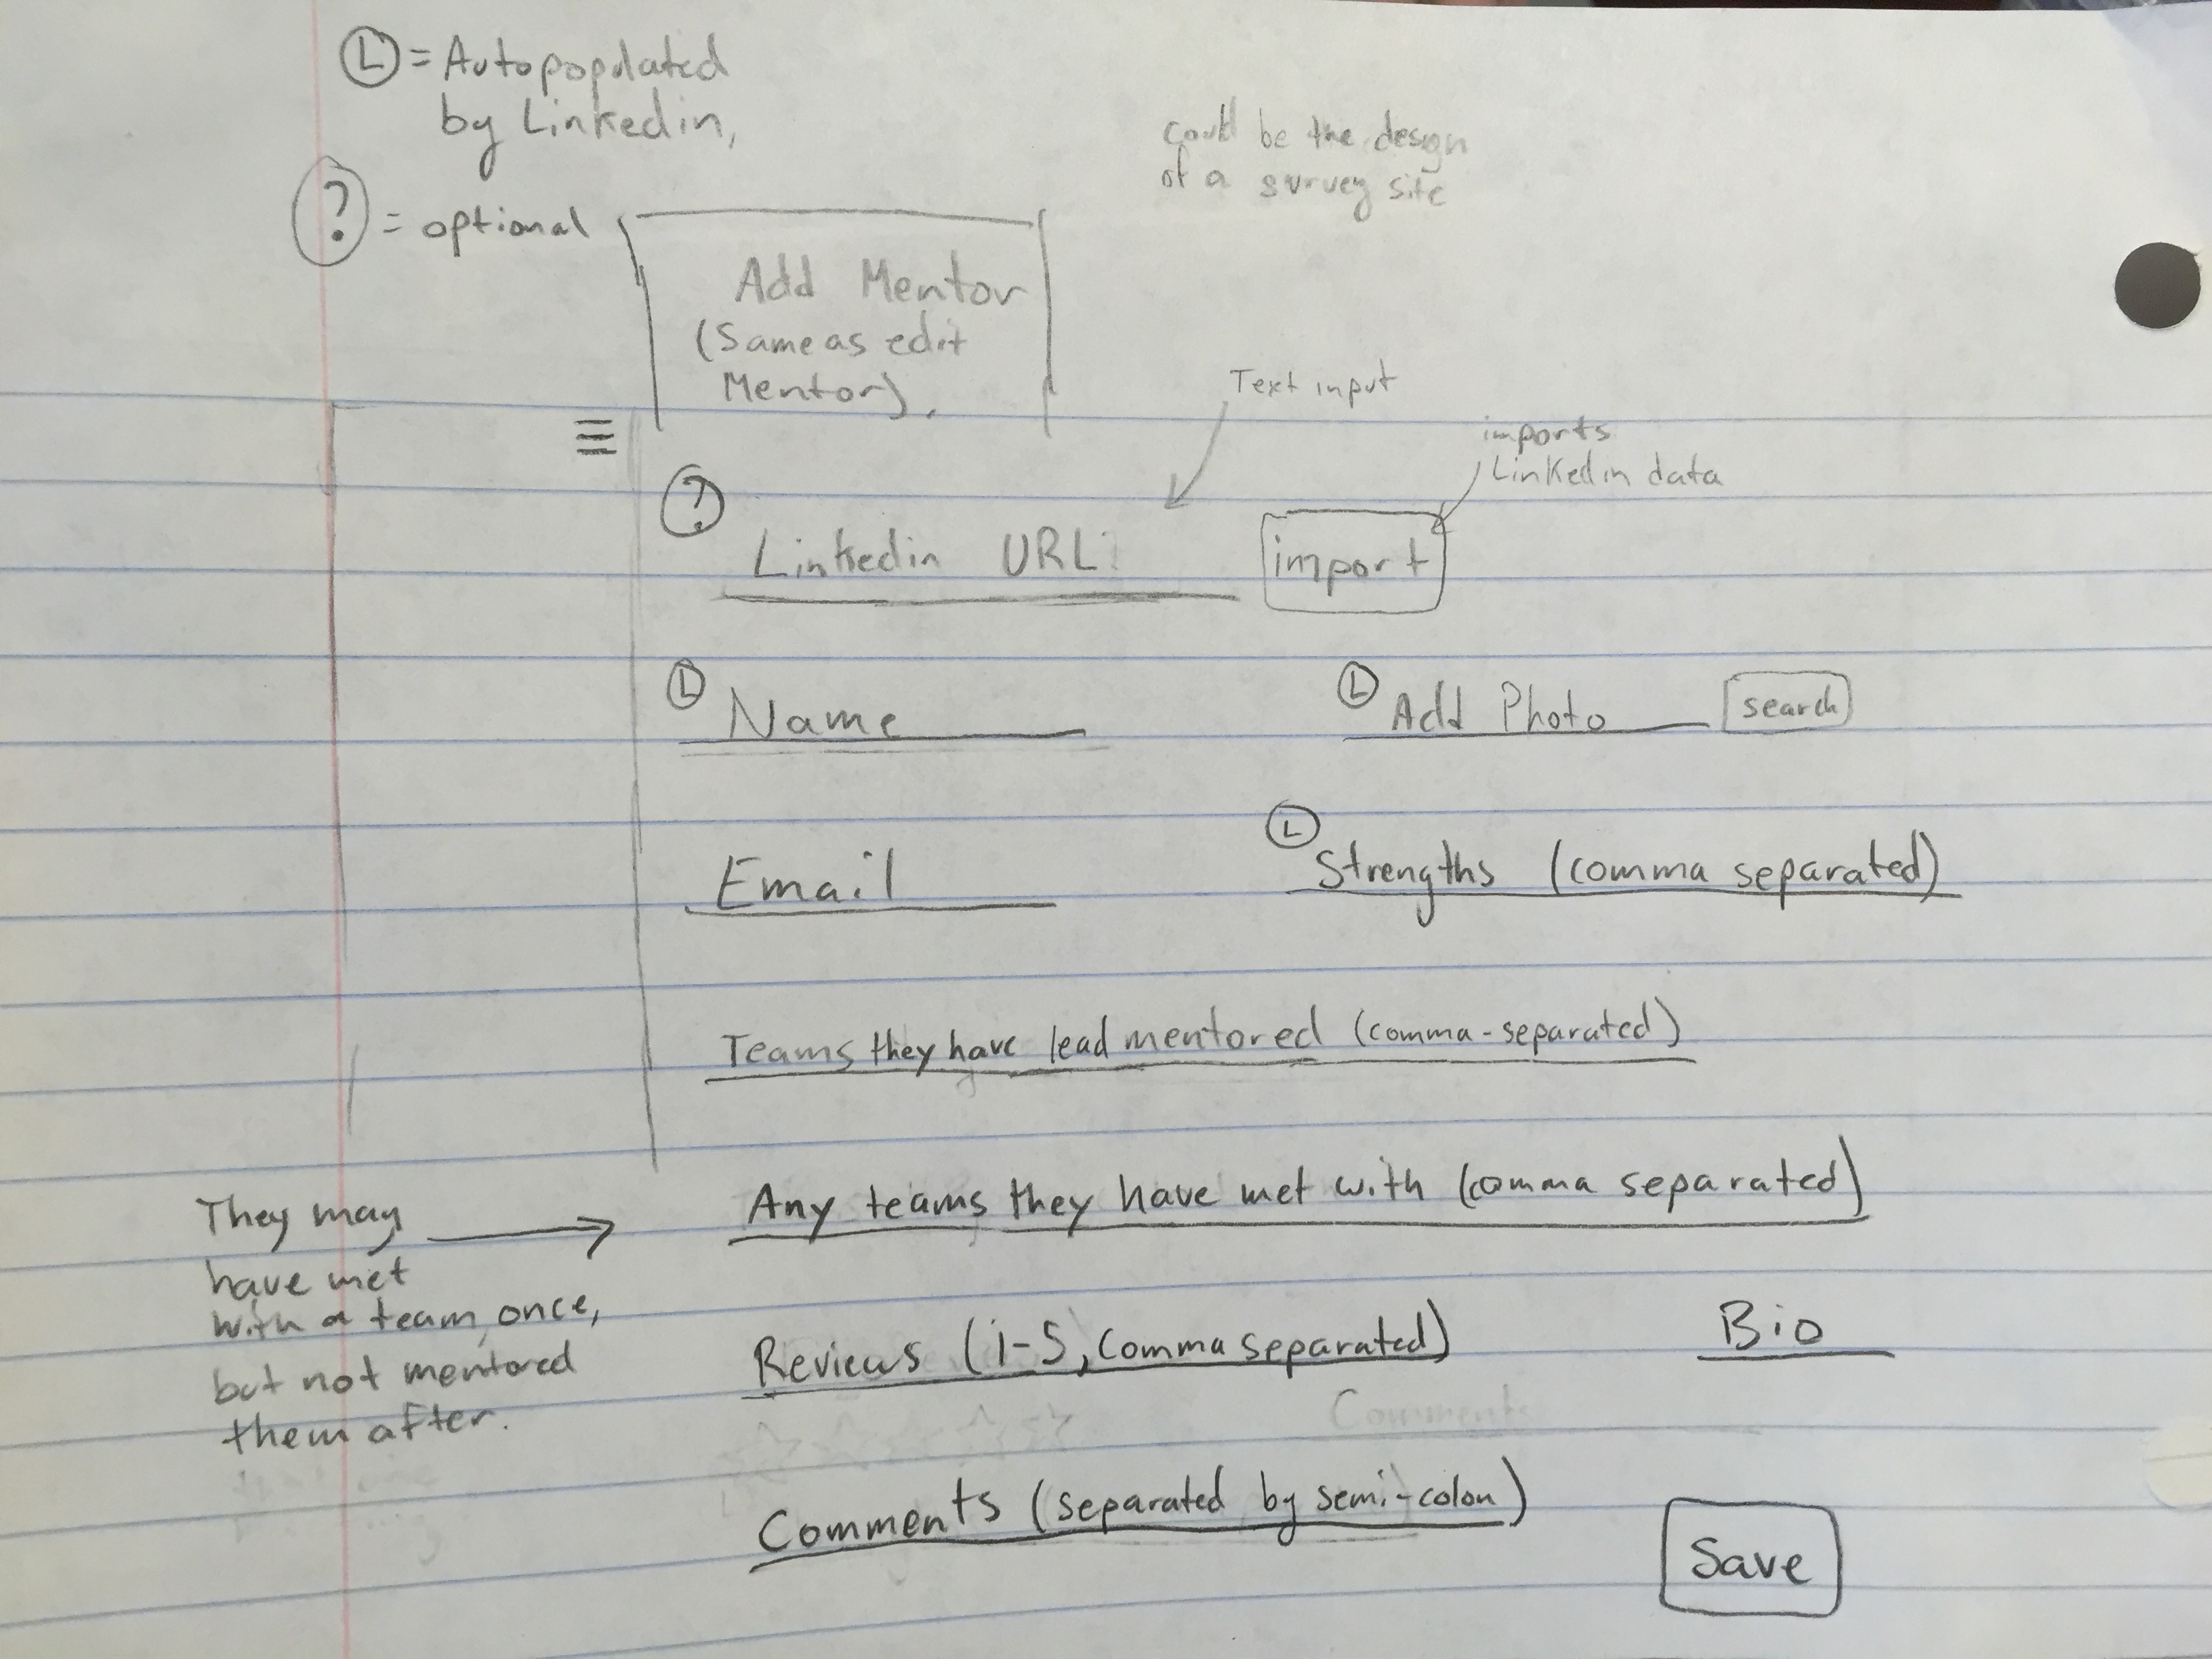 Ⓛ = Autopopulated
by Linkedin,
? = optional
could be the design
of a survey site
Add Mentor
(Same as edit
Mentor).
Text input
imports
Linkedin data
?
Linkedin URL:
import
Ⓛ Name
Ⓛ Add Photo
search
Email
Ⓛ
Strengths (comma separated)
Teams they have lead mentored (comma-separated)
Any teams they have met with (comma separated)
They may
have met
with a team once,
but not mentored
them after.
Reviews (1-5, comma separated)
Bio
Comments
Comments (separated by semi-colon)
Save